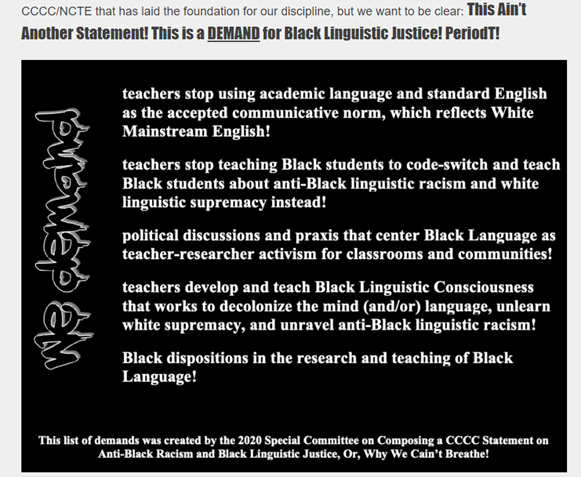 CCCC/NCTE that has laid the foundation for our discipline, but we want to be clear: This Ain't
Another Statement! This is a DEMAND for Black Linguistic Justice! PeriodT!
We Demand
teachers stop using academic language and standard English
as the accepted communicative norm, which reflects White
Mainstream English!
teachers stop teaching Black students to code-switch and teach
Black students about anti-Black linguistic racism and white
linguistic supremacy instead!
political discussions and praxis that center Black Language as
teacher-researcher activism for classrooms and communities!
teachers develop and teach Black Linguistic Consciousness
that works to decolonize the mind (and/or) language, unlearn
white supremacy, and unravel anti-Black linguistic racism!
Black dispositions in the research and teaching of Black
Language!
This list of demands was created by the 2020 Special Committee on Composing a CCCC Statement on
Anti-Black Racism and Black Linguistic Justice, Or, Why We Cain't Breathe!